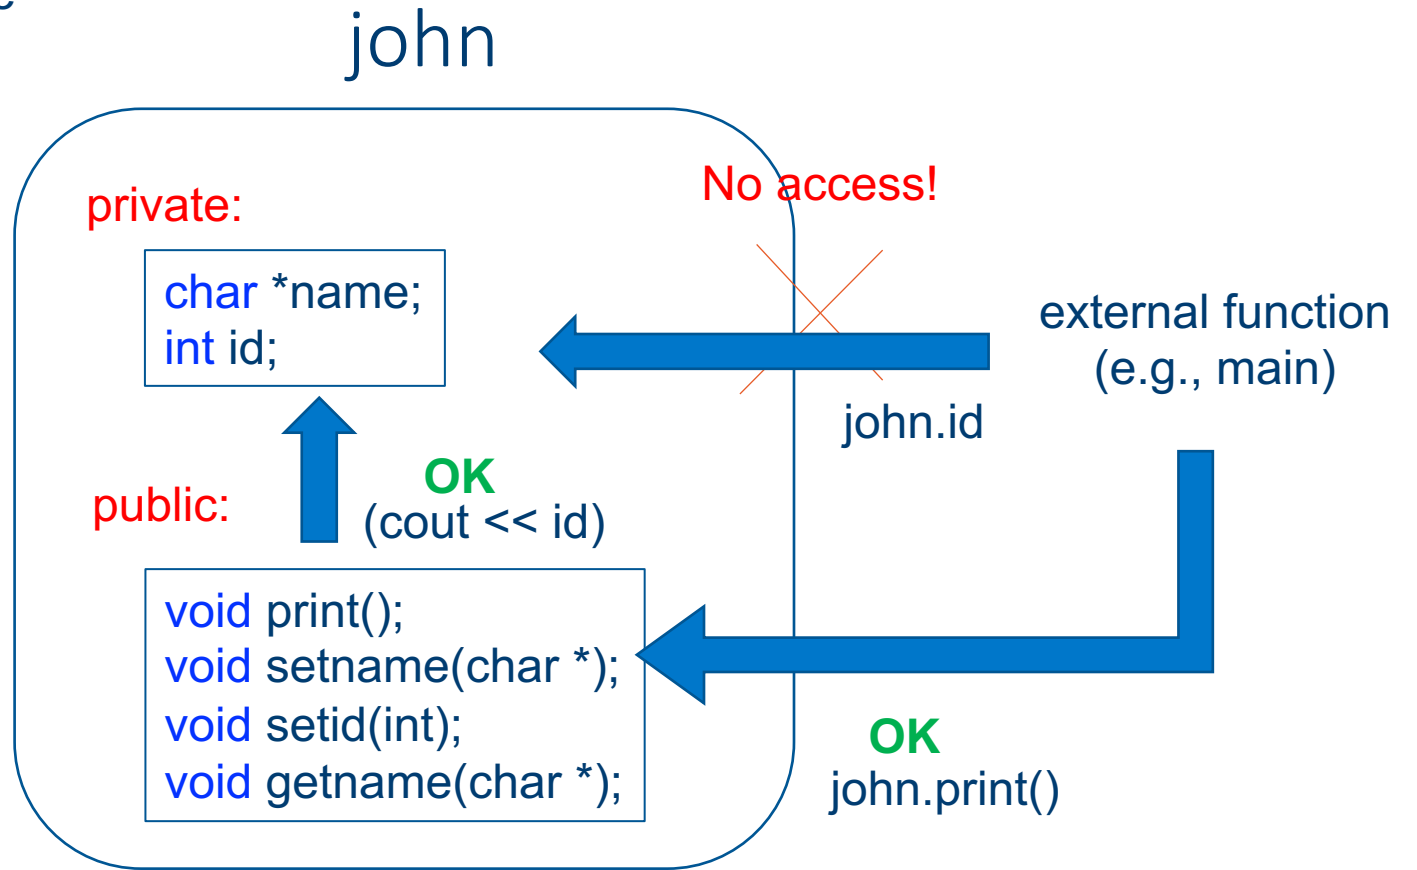 john
No access!
private:
char *name;
int id;
external function
(e.g., main)
john.id
OK
public:
(cout << id)
void print();
void setname(char *);
void setid(int);
void getname(char *);
OK
john.print()